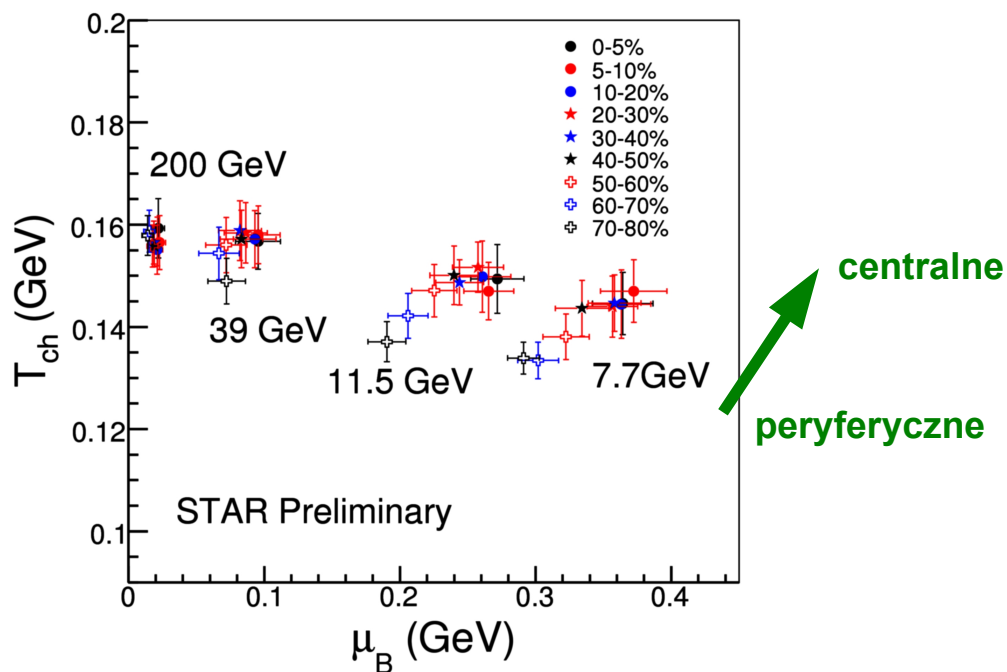 0.2
0.18
0.16
0.14
0.12
0.1
T_ch (GeV)
0-5%
5-10%
10-20%
20-30%
30-40%
40-50%
50-60%
60-70%
70-80%
200 GeV
39 GeV
11.5 GeV
7.7GeV
centralne
peryferyczne
STAR Preliminary
0 0.1 0.2 0.3 0.4
μ_B (GeV)